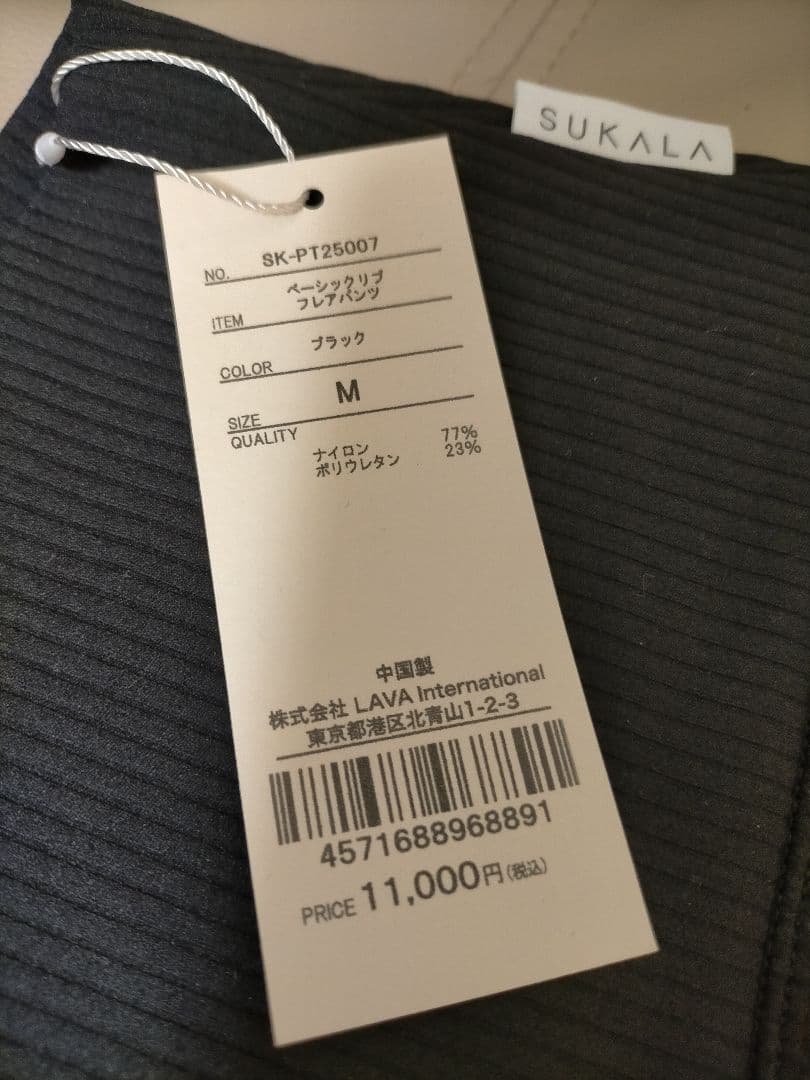 SUKALA
NO. SK-PT25007
ITEM ベーシックリブ
フレアパンツ
COLOR ブラック
SIZE M
QUALITY
ナイロン 77%
ポリウレタン 23%
中国製
株式会社 LAVA International
東京都港区北青山1-2-3
4571688968891
PRICE 11,000円(税込)